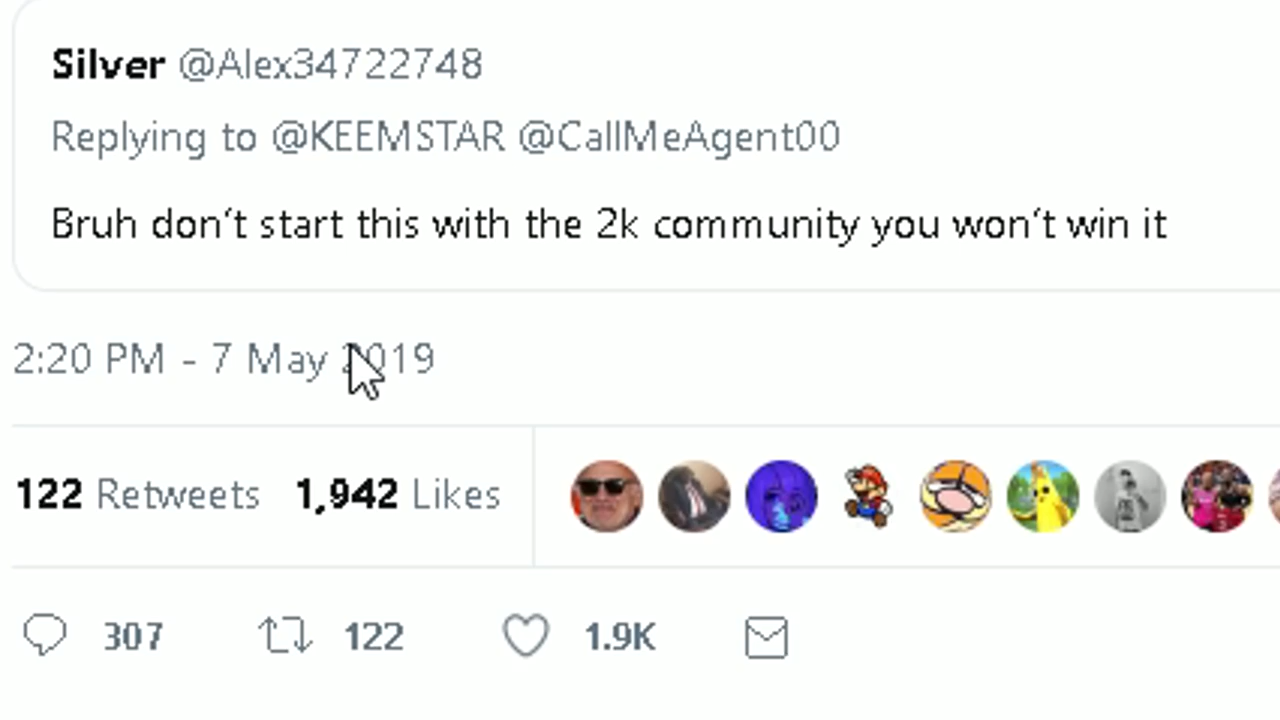 Silver @Alex34722748
Replying to @KEEMSTAR @CallMeAgent00
Bruh don't start this with the 2k community you won't win it
2:20 PM - 7 May 2019
122 Retweets 1,942 Likes
307 122 1.9K